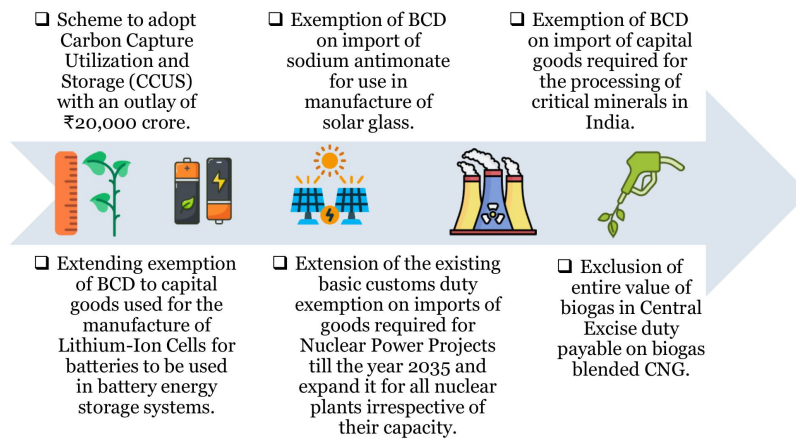 ❑ Scheme to adopt
Carbon Capture
Utilization and
Storage (CCUS)
with an outlay of
₹20,000 crore.
❑ Exemption of BCD
on import of
sodium antimonate
for use in
manufacture of
solar glass.
❑ Exemption of BCD
on import of capital
goods required for
the processing of
critical minerals in
India.
❑ Extending exemption
of BCD to capital
goods used for the
manufacture of
Lithium-Ion Cells for
batteries to be used
in battery energy
storage systems.
❑ Extension of the existing
basic customs duty
exemption on imports of
goods required for
Nuclear Power Projects
till the year 2035 and
expand it for all nuclear
plants irrespective of
their capacity.
❑ Exclusion of
entire value of
biogas in Central
Excise duty
payable on biogas
blended CNG.